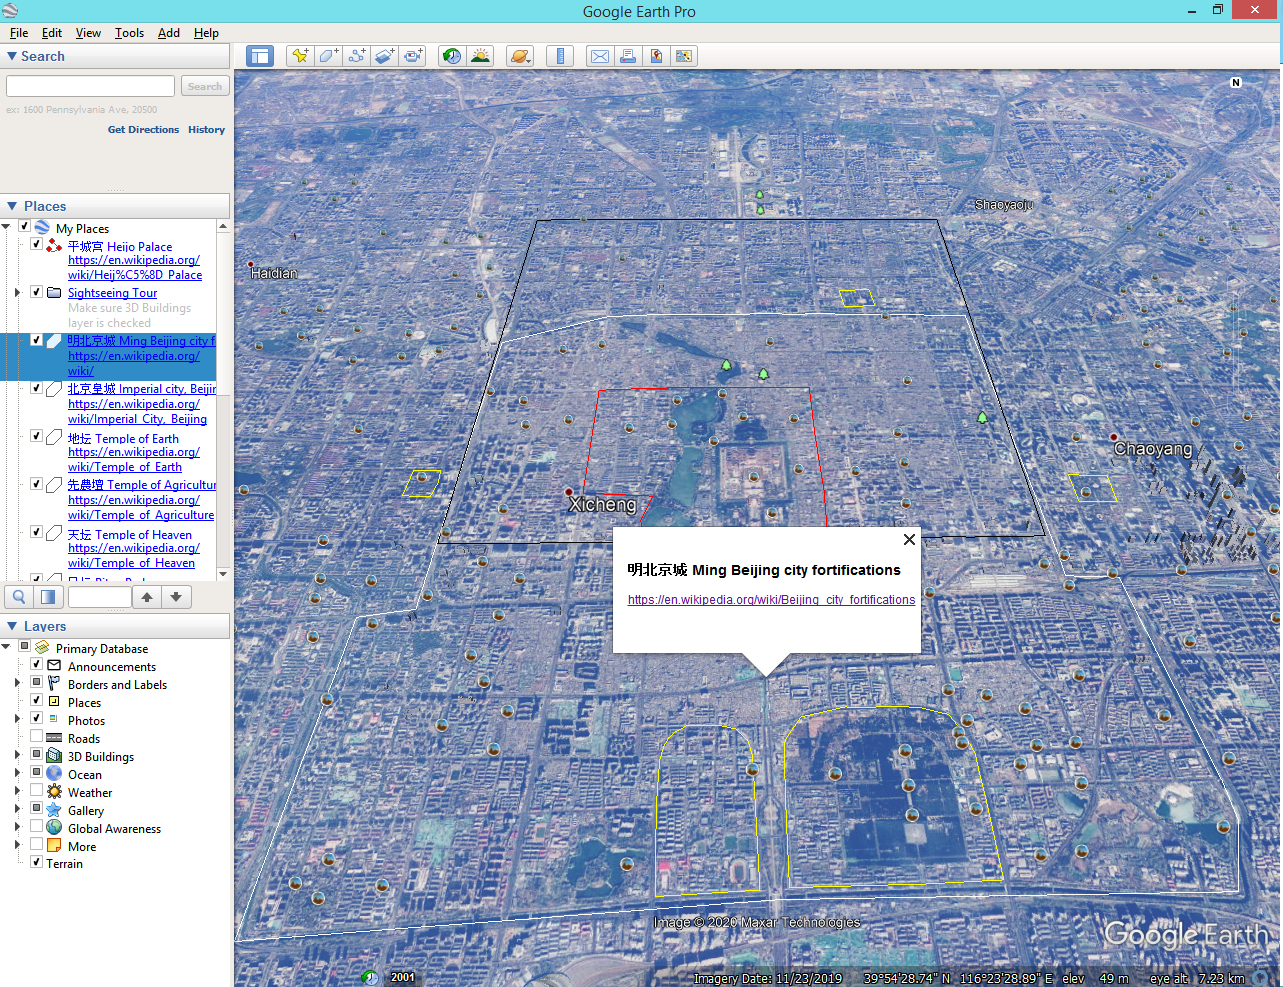 Google Earth Pro
File Edit View Tools Add Help
Search
Search
ex: 1600 Pennsylvania Ave, 20500
Get Directions History
Places
My Places
平城宮 Heijo Palace
https://en.wikipedia.org/
wiki/Heij%C5%8D_Palace
Sightseeing Tour
Make sure 3D Buildings
layer is checked
明北京城 Ming Beijing city f
https://en.wikipedia.org/
wiki/
北京皇城 Imperial city, Beijin
https://en.wikipedia.org/
wiki/Imperial_City,_Beijing
地坛 Temple of Earth
https://en.wikipedia.org/
wiki/Temple_of_Earth
先農壇 Temple of Agricultur
https://en.wikipedia.org/
wiki/Temple_of_Agriculture
天坛 Temple of Heaven
https://en.wikipedia.org/
wiki/Temple_of_Heaven
Layers
Primary Database
Announcements
Borders and Labels
Places
Photos
Roads
3D Buildings
Ocean
Weather
Gallery
Global Awareness
More
Terrain
N
Shaoyaoju
Haidian
Chaoyang
Xicheng
明北京城 Ming Beijing city fortifications
https://en.wikipedia.org/wiki/Beijing_city_fortifications
Image © 2020 Maxar Technologies
Google Earth
2001
Imagery Date: 11/23/2019 39°54'28.74" N 116°23'28.89" E elev 49 m eye alt 7.23 km